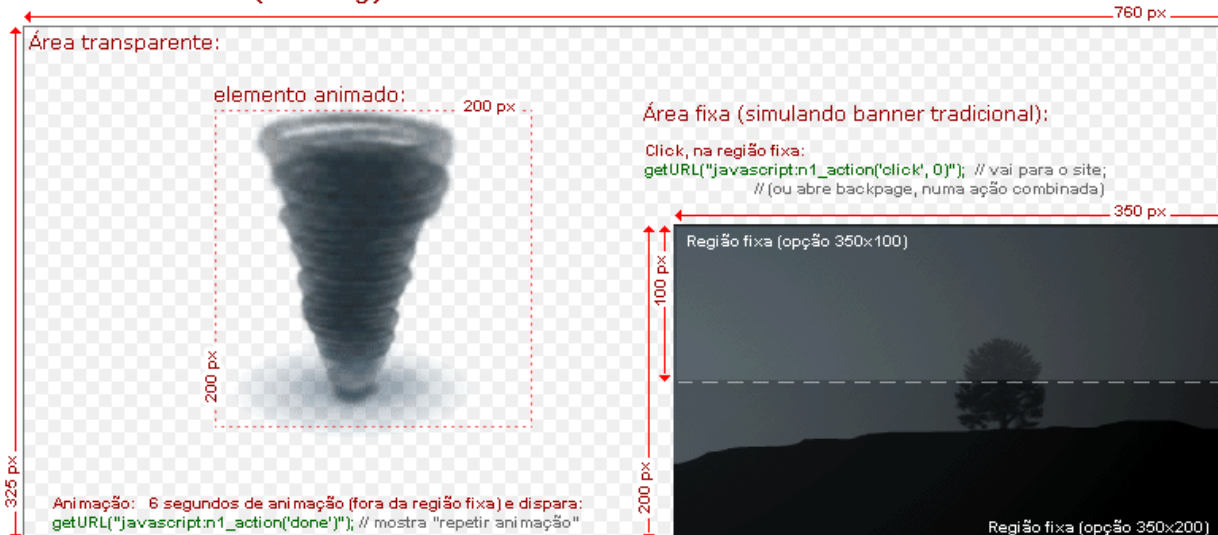 760 px
Área transparente:
elemento animado:
200 px
Área fixa (simulando banner tradicional):
Click, na região fixa:
getURL("javascript:n1_action('click', 0)"); // vai para o site;
// (ou abre backpage, numa ação combinada)
350 px
Região fixa (opção 350x100)
100 px
200 px
325 px
200 px
Animação: 6 segundos de animação (fora da região fixa) e dispara:
getURL("javascript:n1_action('done')"); // mostra "repetir animação"
Região fixa (opção 350x200)